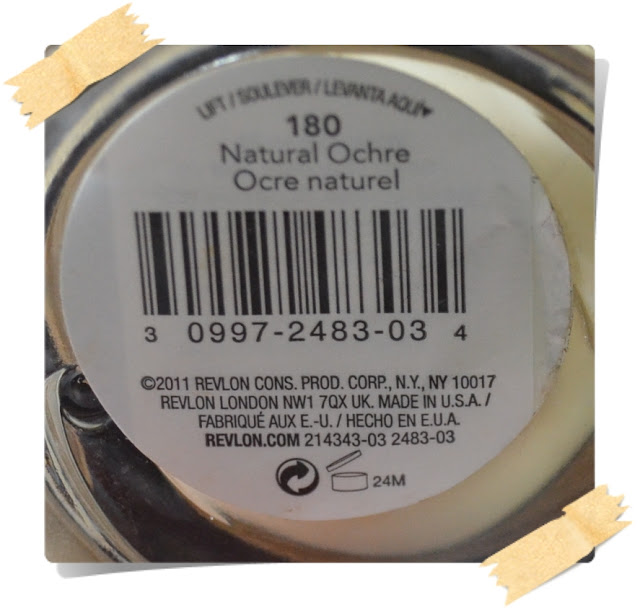 LIFT / SOULEVER / LEVANTA AQUÍ
180
Natural Ochre
Ocre naturel
3 0997-2483-03 4
©2011 REVLON CONS. PROD. CORP., N.Y., NY 10017
REVLON LONDON NW1 7QX UK. MADE IN U.S.A. /
FABRIQUÉ AUX E.-U. / HECHO EN E.U.A.
REVLON.COM 214343-03 2483-03
24M